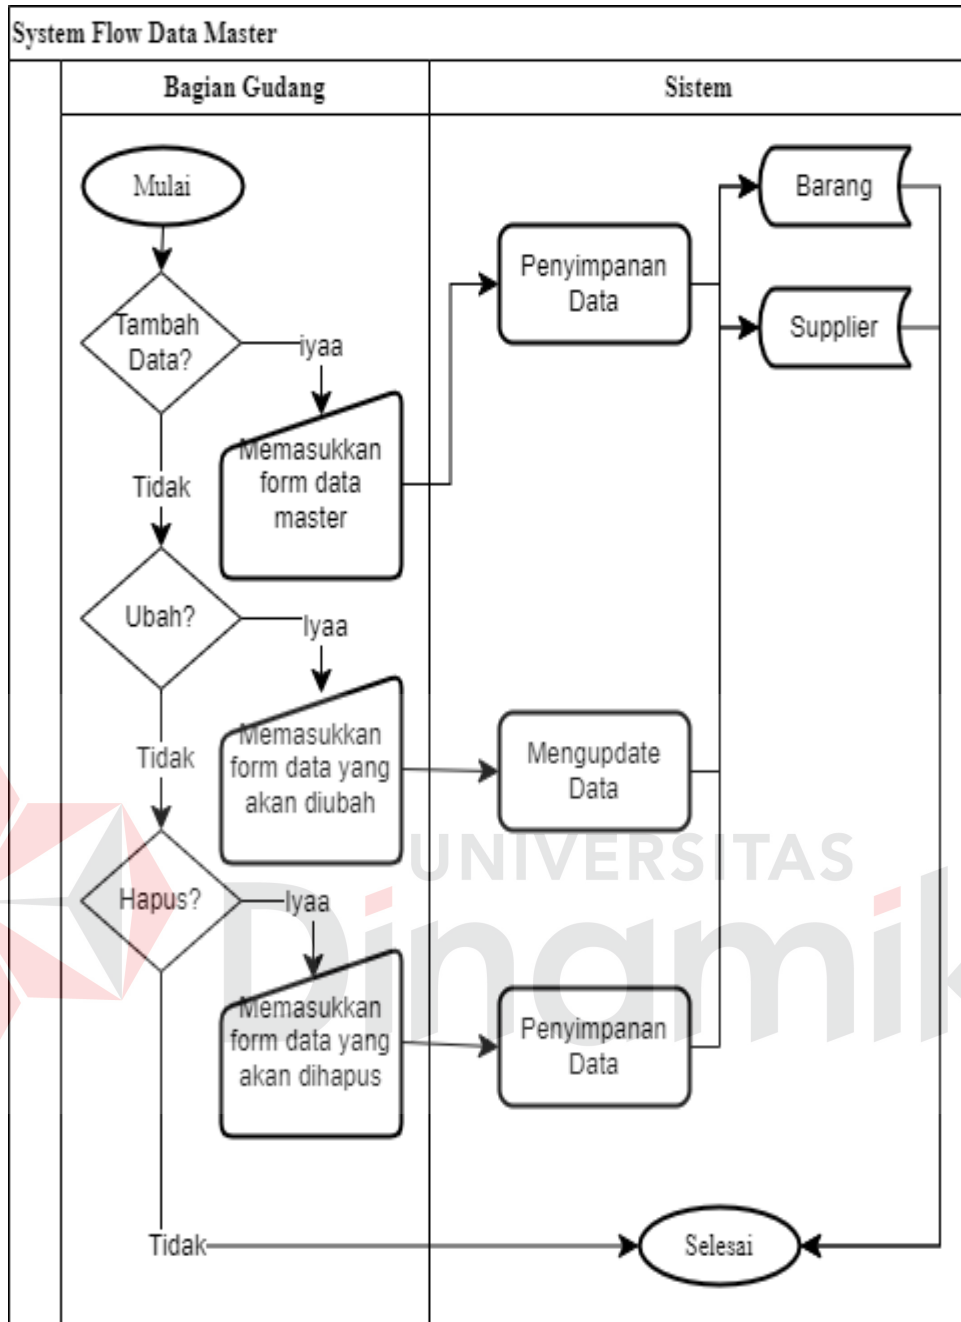 System Flow Data Master
Bagian Gudang
Sistem
Mulai
Barang
Penyimpanan
Data
Supplier
Tambah
Data?
iyaa
Memasukkan
form data
master
Tidak
Ubah?
Iyaa
Memasukkan
form data yang
akan diubah
Mengupdate
Data
Tidak
UNIVERSITAS
Dinamik
Hapus?
Iyaa
Memasukkan
form data yang
akan dihapus
Penyimpanan
Data
Tidak
Selesai